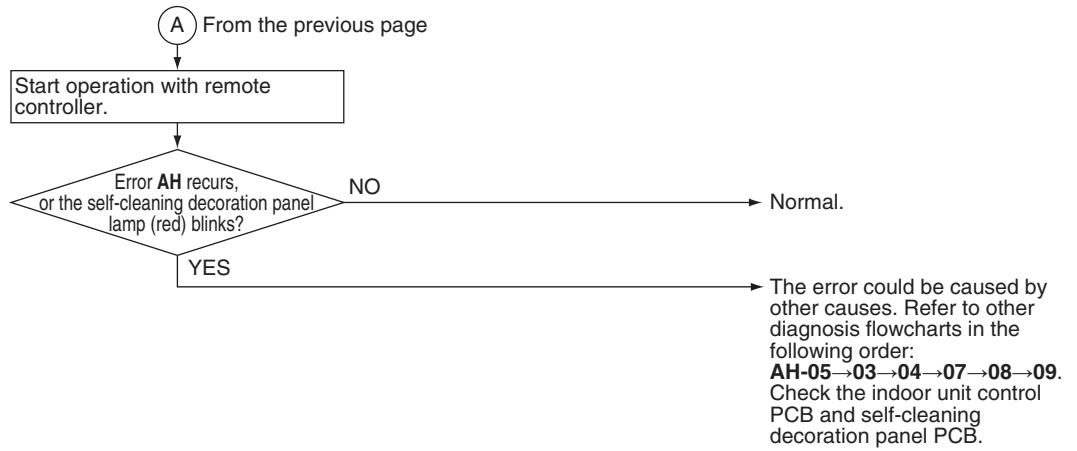 A From the previous page
Start operation with remote
controller.
Error AH recurs,
or the self-cleaning decoration panel
lamp (red) blinks?
NO
Normal.
YES
The error could be caused by
other causes. Refer to other
diagnosis flowcharts in the
following order:
AH-05→03→04→07→08→09.
Check the indoor unit control
PCB and self-cleaning
decoration panel PCB.